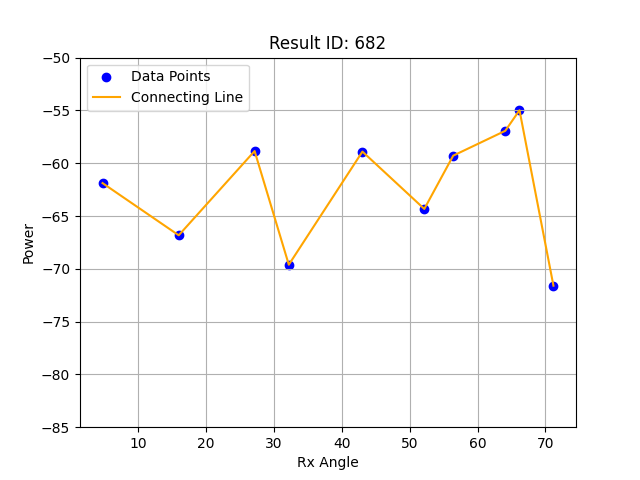 Result ID: 682
Data Points
Connecting Line
−50
−55
−60
−65
−70
−75
−80
−85
Power
10 20 30 40 50 60 70
Rx Angle